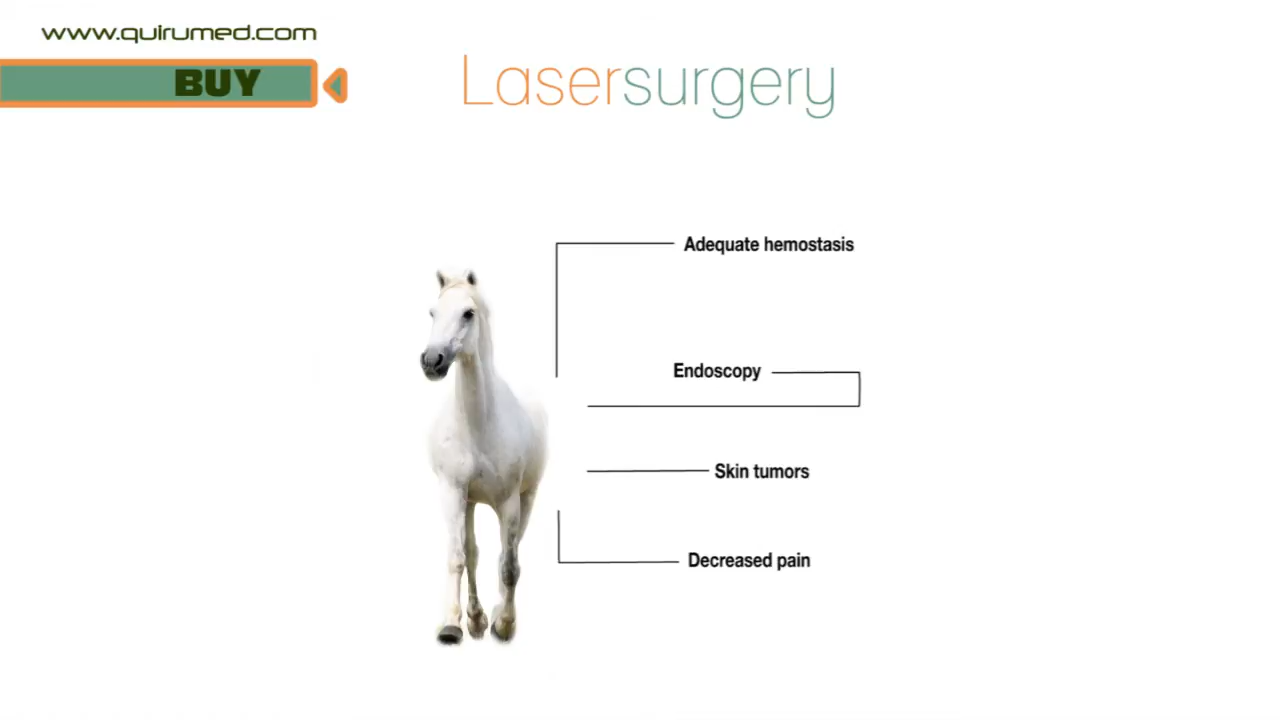 www.quirumed.com
BUY
Lasersurgery
Adequate hemostasis
Endoscopy
Skin tumors
Decreased pain